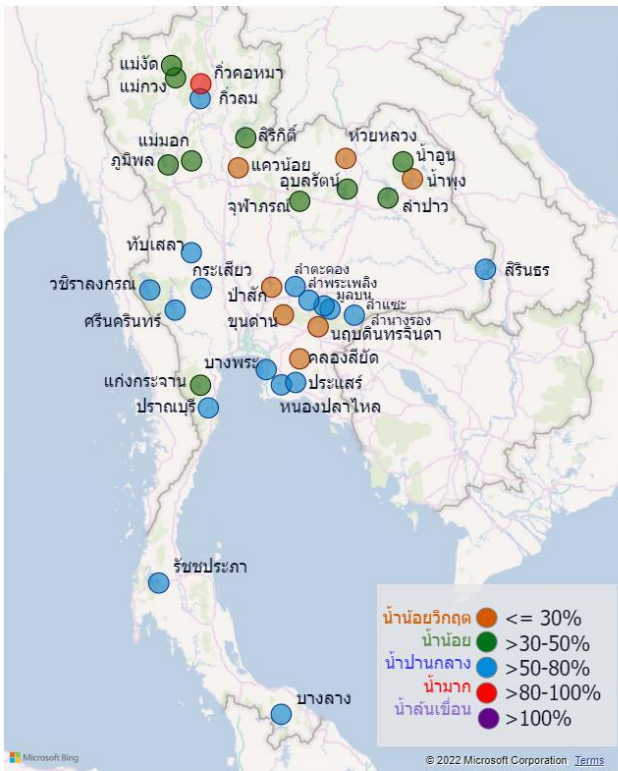 แม่งัด
แม่กวง
กิ่วคอหมา
กิ่วลม
สิริกิติ์
แม่มอก
ภูมิพล
แควน้อย
ห้วยหลวง
น้ำอูน
อุบลรัตน์
น้ำพุง
จุฬาภรณ์
ลำปาว
ทับเสลา
กระเสียว
วชิราลงกรณ
ศรีนครินทร์
ป่าสัก
ลำตะคอง
ลำพระเพลิง
มูลบน
ลำแซะ
ลำนางรอง
สิรินธร
ขุนด่าน
นฤบดินทรจินดา
คลองสียัด
บางพระ
ประแสร์
หนองปลาไหล
แก่งกระจาน
ปราณบุรี
รัชชประภา
บางลาง
น้ำน้อยวิกฤต <= 30%
น้ำน้อย >30-50%
น้ำปานกลาง >50-80%
น้ำมาก >80-100%
น้ำล้นเขื่อน >100%
Microsoft Bing
© 2022 Microsoft Corporation Terms